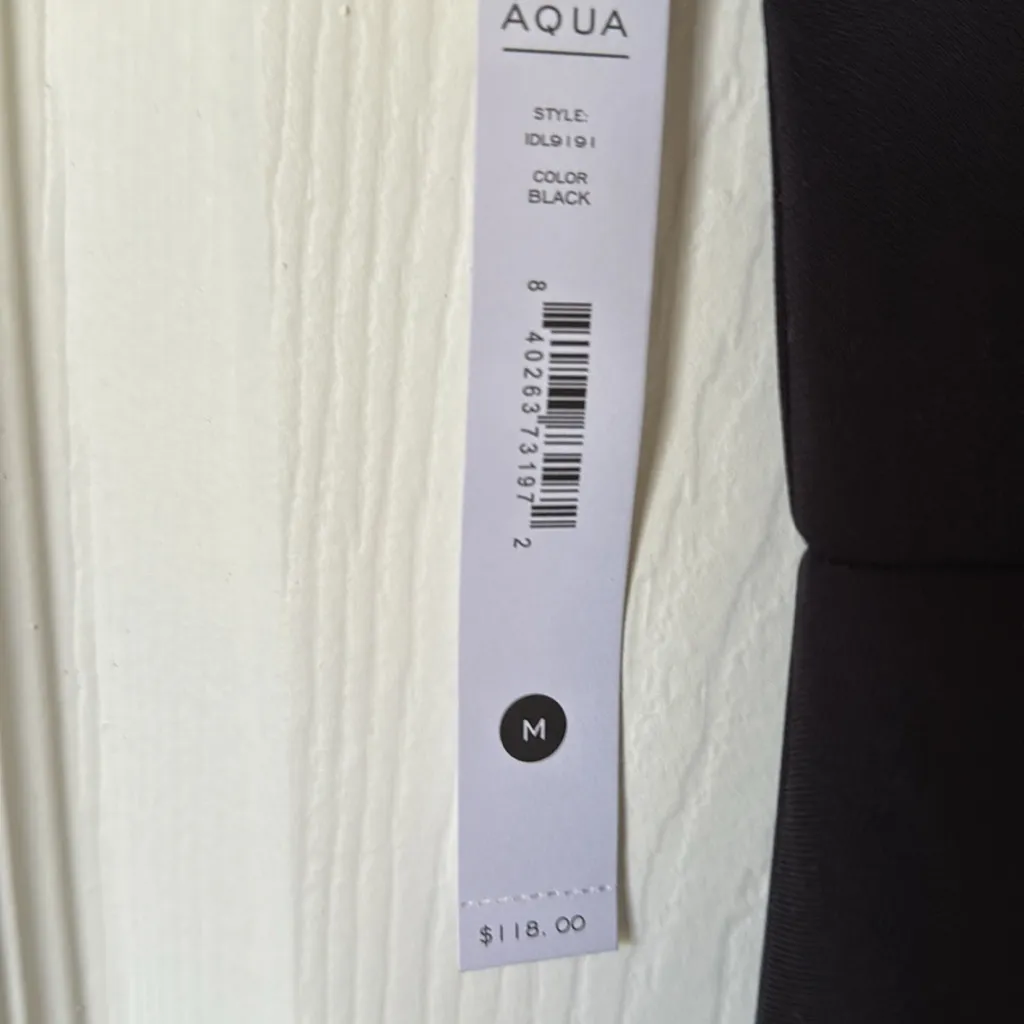 AQUA
STYLE:
IDL9191
COLOR
BLACK
8 40263 73197 2
M
$118.00